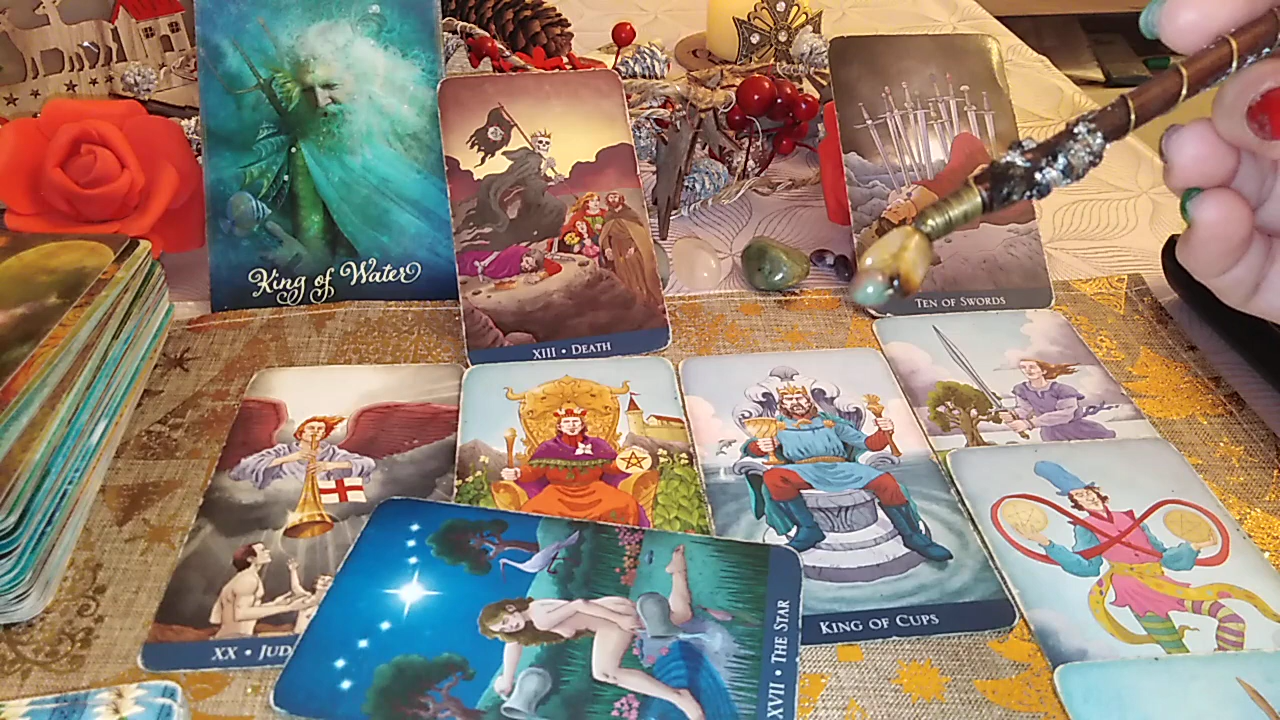 King of Water
XIII • DEATH
TEN OF SWORDS
XX • JUD
KING OF CUPS
XVII • THE STAR